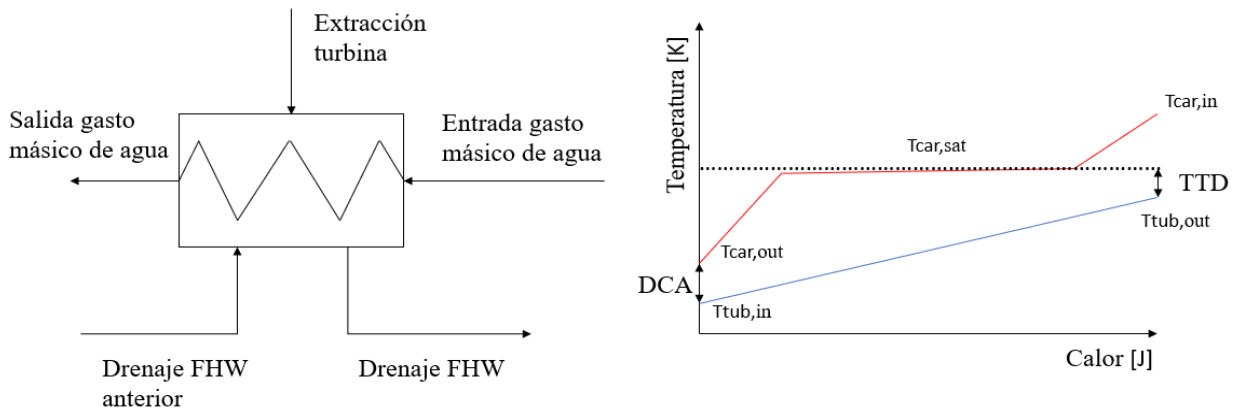 Extracción
turbina
Salida gasto
másico de agua
Entrada gasto
másico de agua
Drenaje FHW
anterior
Drenaje FHW
Temperatura [K]
Tcar,in
Tcar,sat
TTD
Ttub,out
Tcar,out
DCA
Ttub,in
Calor [J]